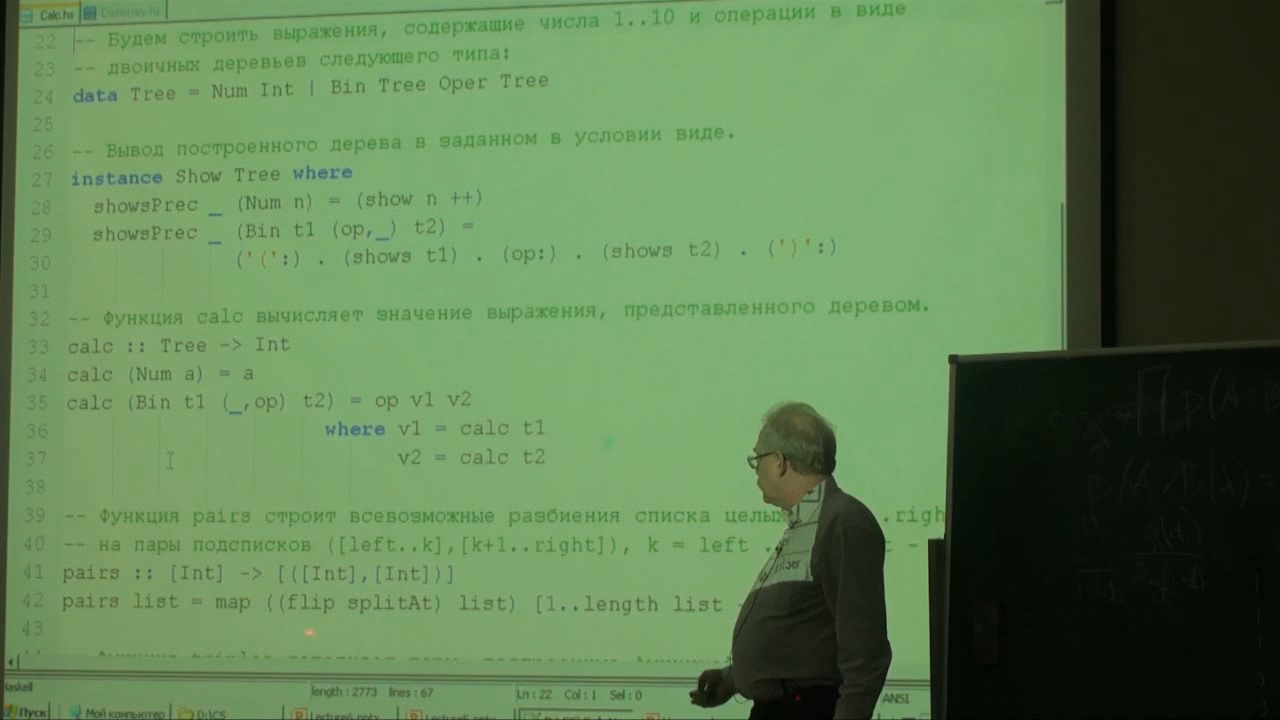 Calc.hs Dictionary.hs
22 -- Будем строить выражения, содержащие числа 1..10 и операции в виде
23 -- двоичных деревьев следующего типа:
24 data Tree = Num Int | Bin Tree Oper Tree
25
26 -- Вывод построенного дерева в заданном в условии виде.
27 instance Show Tree where
28 showsPrec _ (Num n) = (show n ++)
29 showsPrec _ (Bin t1 (op,_) t2) =
30 ('(':) . (shows t1) . (op:) . (shows t2) . (')':)
31
32 -- Функция calc вычисляет значение выражения, представленного деревом.
33 calc :: Tree -> Int
34 calc (Num a) = a
35 calc (Bin t1 (_,op) t2) = op v1 v2
36 where v1 = calc t1
37 v2 = calc t2
38
39 -- Функция pairs строит всевозможные разбиения списка целых .righ
40 -- на пары подсписков ([left..k],[k+1..right]), k = left .. t -
41 pairs :: [Int] -> [([Int],[Int])]
42 pairs list = map ((flip splitAt) list) [1..length list -
43
Haskell length : 2773 lines : 67 Ln : 22 Col : 1 Sel : 0 ANSI
Пуск Мой компьютер D:\CS Lecture5.pptx